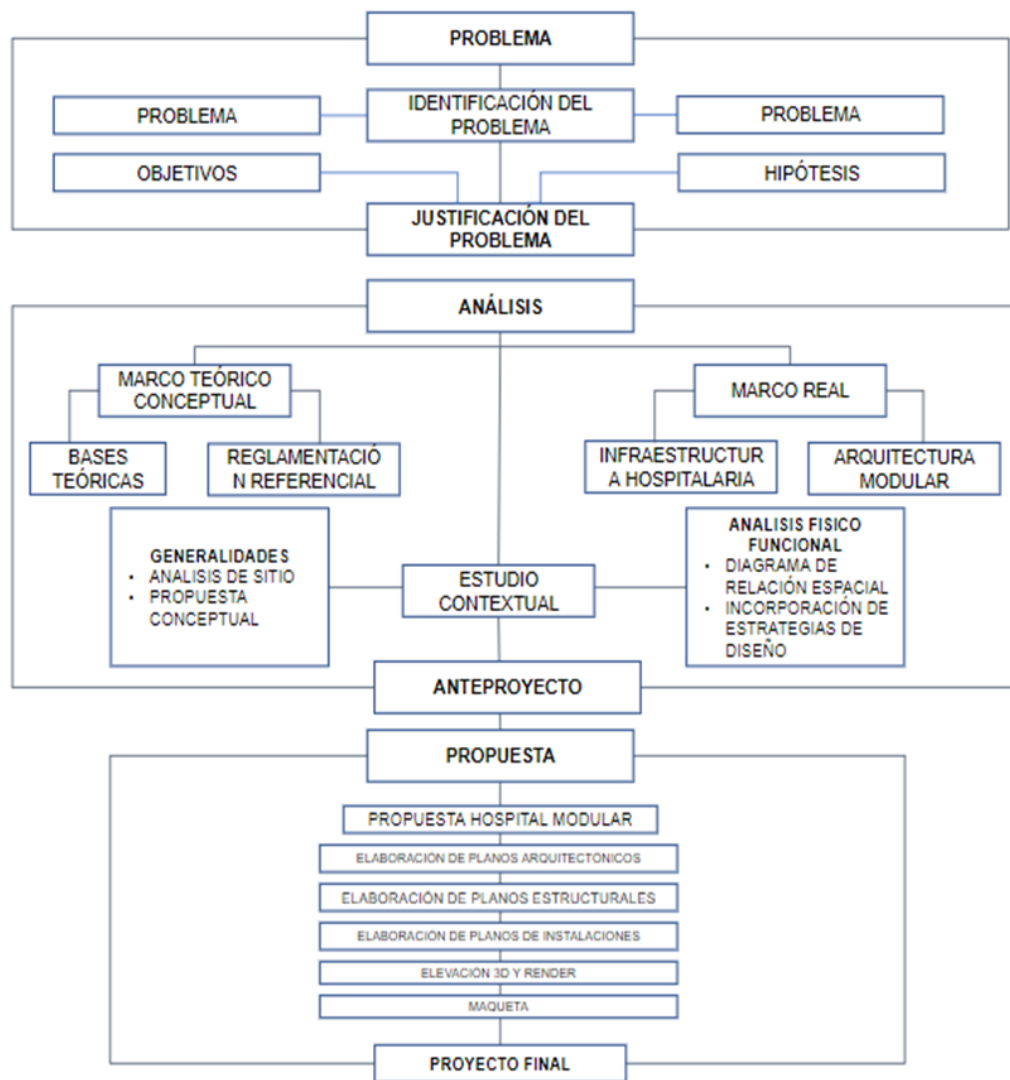 PROBLEMA
PROBLEMA
IDENTIFICACIÓN DEL
PROBLEMA
PROBLEMA
OBJETIVOS
HIPÓTESIS
JUSTIFICACIÓN DEL
PROBLEMA
ANÁLISIS
MARCO TEÓRICO
CONCEPTUAL
MARCO REAL
BASES
TEÓRICAS
REGLAMENTACIÓ
N REFERENCIAL
INFRAESTRUCTUR
A HOSPITALARIA
ARQUITECTURA
MODULAR
GENERALIDADES
• ANALISIS DE SITIO
• PROPUESTA
CONCEPTUAL
ESTUDIO
CONTEXTUAL
ANALISIS FISICO
FUNCIONAL
• DIAGRAMA DE
RELACIÓN ESPACIAL
• INCORPORACIÓN DE
ESTRATEGIAS DE
DISEÑO
ANTEPROYECTO
PROPUESTA
PROPUESTA HOSPITAL MODULAR
ELABORACIÓN DE PLANOS ARQUITECTÓNICOS
ELABORACIÓN DE PLANOS ESTRUCTURALES
ELABORACIÓN DE PLANOS DE INSTALACIONES
ELEVACIÓN 3D Y RENDER
MAQUETA
PROYECTO FINAL